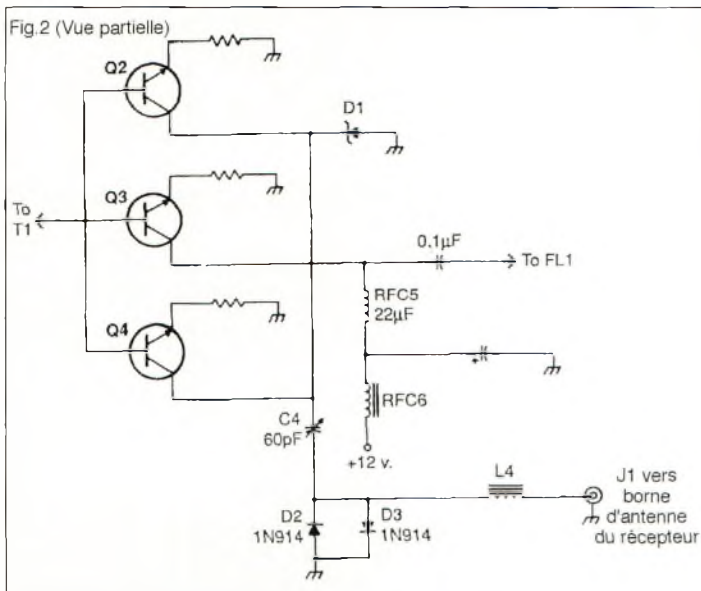 Fig.2 (Vue partielle)
Q2
D1
Q3
To
T1
0.1µF
To FL1
RFC5
22µF
Q4
+
RFC6
C4
60pF
+12 v.
L4
J1 vers
borne
d'antenne
du récepteur
D2
1N914
D3
1N914